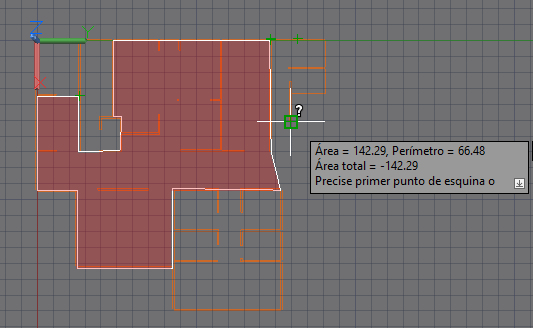 ?
Área = 142.29, Perímetro = 66.48
Área total = -142.29
Precise primer punto de esquina o